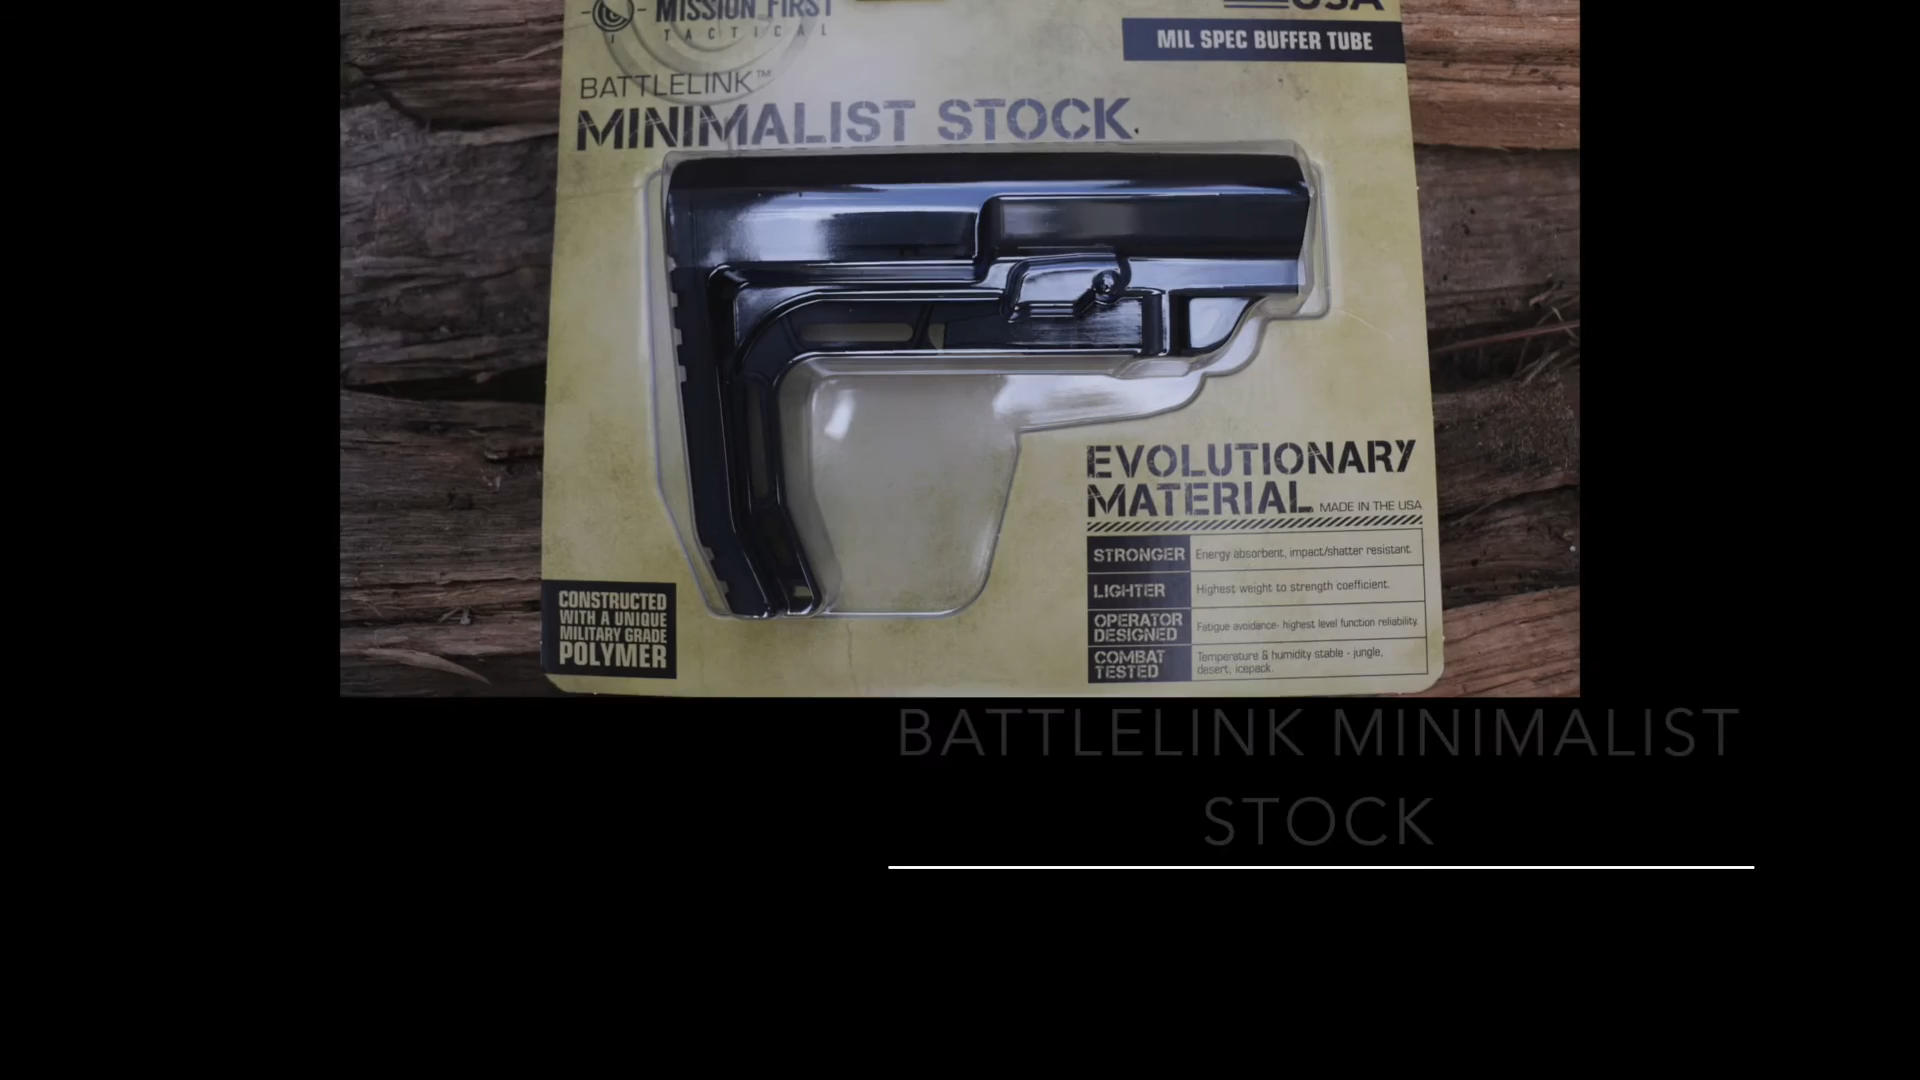 MISSION FIRST
TACTICAL
USA
MIL SPEC BUFFER TUBE
BATTLELINK™
MINIMALIST STOCK.
EVOLUTIONARY
MATERIAL MADE IN THE USA
STRONGER Energy absorbent, impact/shatter resistant.
LIGHTER Highest weight to strength coefficient.
OPERATOR DESIGNED Fatigue avoidance- highest level function reliability.
COMBAT TESTED Temperature & humidity stable - jungle,
desert, icepack.
CONSTRUCTED
WITH A UNIQUE
MILITARY GRADE
POLYMER
BATTLELINK MINIMALIST
STOCK